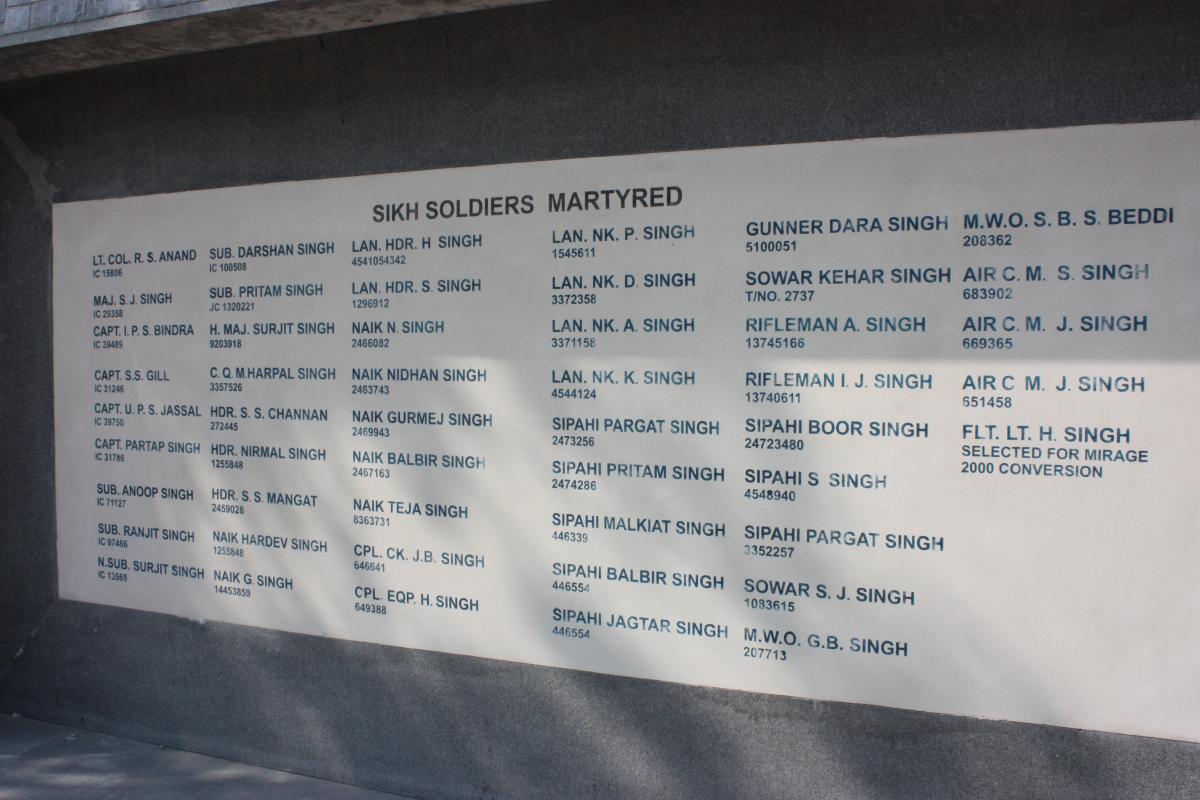 SIKH SOLDIERS MARTYRED
LT. COL. R. S. ANAND
IC 15806
MAJ. S. J. SINGH
IC 29358
CAPT. I. P. S. BINDRA
IC 39489
CAPT. S.S. GILL
IC 31246
CAPT. U. P. S. JASSAL
IC 39750
CAPT. PARTAP SINGH
IC 31786
SUB. ANOOP SINGH
IC 71127
SUB. RANJIT SINGH
IC 97466
N.SUB. SURJIT SINGH
IC 13568
SUB. DARSHAN SINGH
IC 100508
SUB. PRITAM SINGH
JC 1320221
H. MAJ. SURJIT SINGH
9203918
C. Q. M.HARPAL SINGH
3357526
HDR. S. S. CHANNAN
272445
HDR. NIRMAL SINGH
1255848
HDR. S. S. MANGAT
2459028
NAIK HARDEV SINGH
1255848
NAIK G. SINGH
14453859
LAN. HDR. H SINGH
4541054342
LAN. HDR. S. SINGH
1296912
NAIK N. SINGH
2466082
NAIK NIDHAN SINGH
2463743
NAIK GURMEJ SINGH
2469943
NAIK BALBIR SINGH
2467163
NAIK TEJA SINGH
8363731
CPL. CK. J.B. SINGH
646641
CPL. EQP. H. SINGH
649388
LAN. NK. P. SINGH
1545611
LAN. NK. D. SINGH
3372358
LAN. NK. A. SINGH
3371158
LAN. NK. K. SINGH
4544124
SIPAHI PARGAT SINGH
2473256
SIPAHI PRITAM SINGH
2474286
SIPAHI MALKIAT SINGH
446339
SIPAHI BALBIR SINGH
446554
SIPAHI JAGTAR SINGH
446554
GUNNER DARA SINGH
5100051
SOWAR KEHAR SINGH
T/NO. 2737
RIFLEMAN A. SINGH
13745166
RIFLEMAN I. J. SINGH
13740611
SIPAHI BOOR SINGH
24723480
SIPAHI S SINGH
4548940
SIPAHI PARGAT SINGH
3352257
SOWAR S. J. SINGH
1083615
M.W.O. G.B. SINGH
207713
M.W.O. S. B. S. BEDDI
208362
AIR C. M. S. SINGH
683902
AIR C. M. J. SINGH
669365
AIR C M. J. SINGH
651458
FLT. LT. H. SINGH
SELECTED FOR MIRAGE
2000 CONVERSION